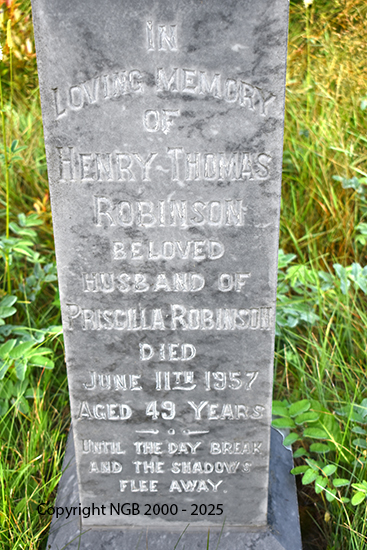 IN
LOVING MEMORY
OF
HENRY THOMAS
ROBINSON
BELOVED
HUSBAND OF
PRISCILLA ROBINSON
DIED
JUNE 11TH 1957
AGED 49 YEARS
UNTIL THE DAY BREAK
AND THE SHADOWS
FLEE AWAY.
Copyright NGB 2000 - 2025